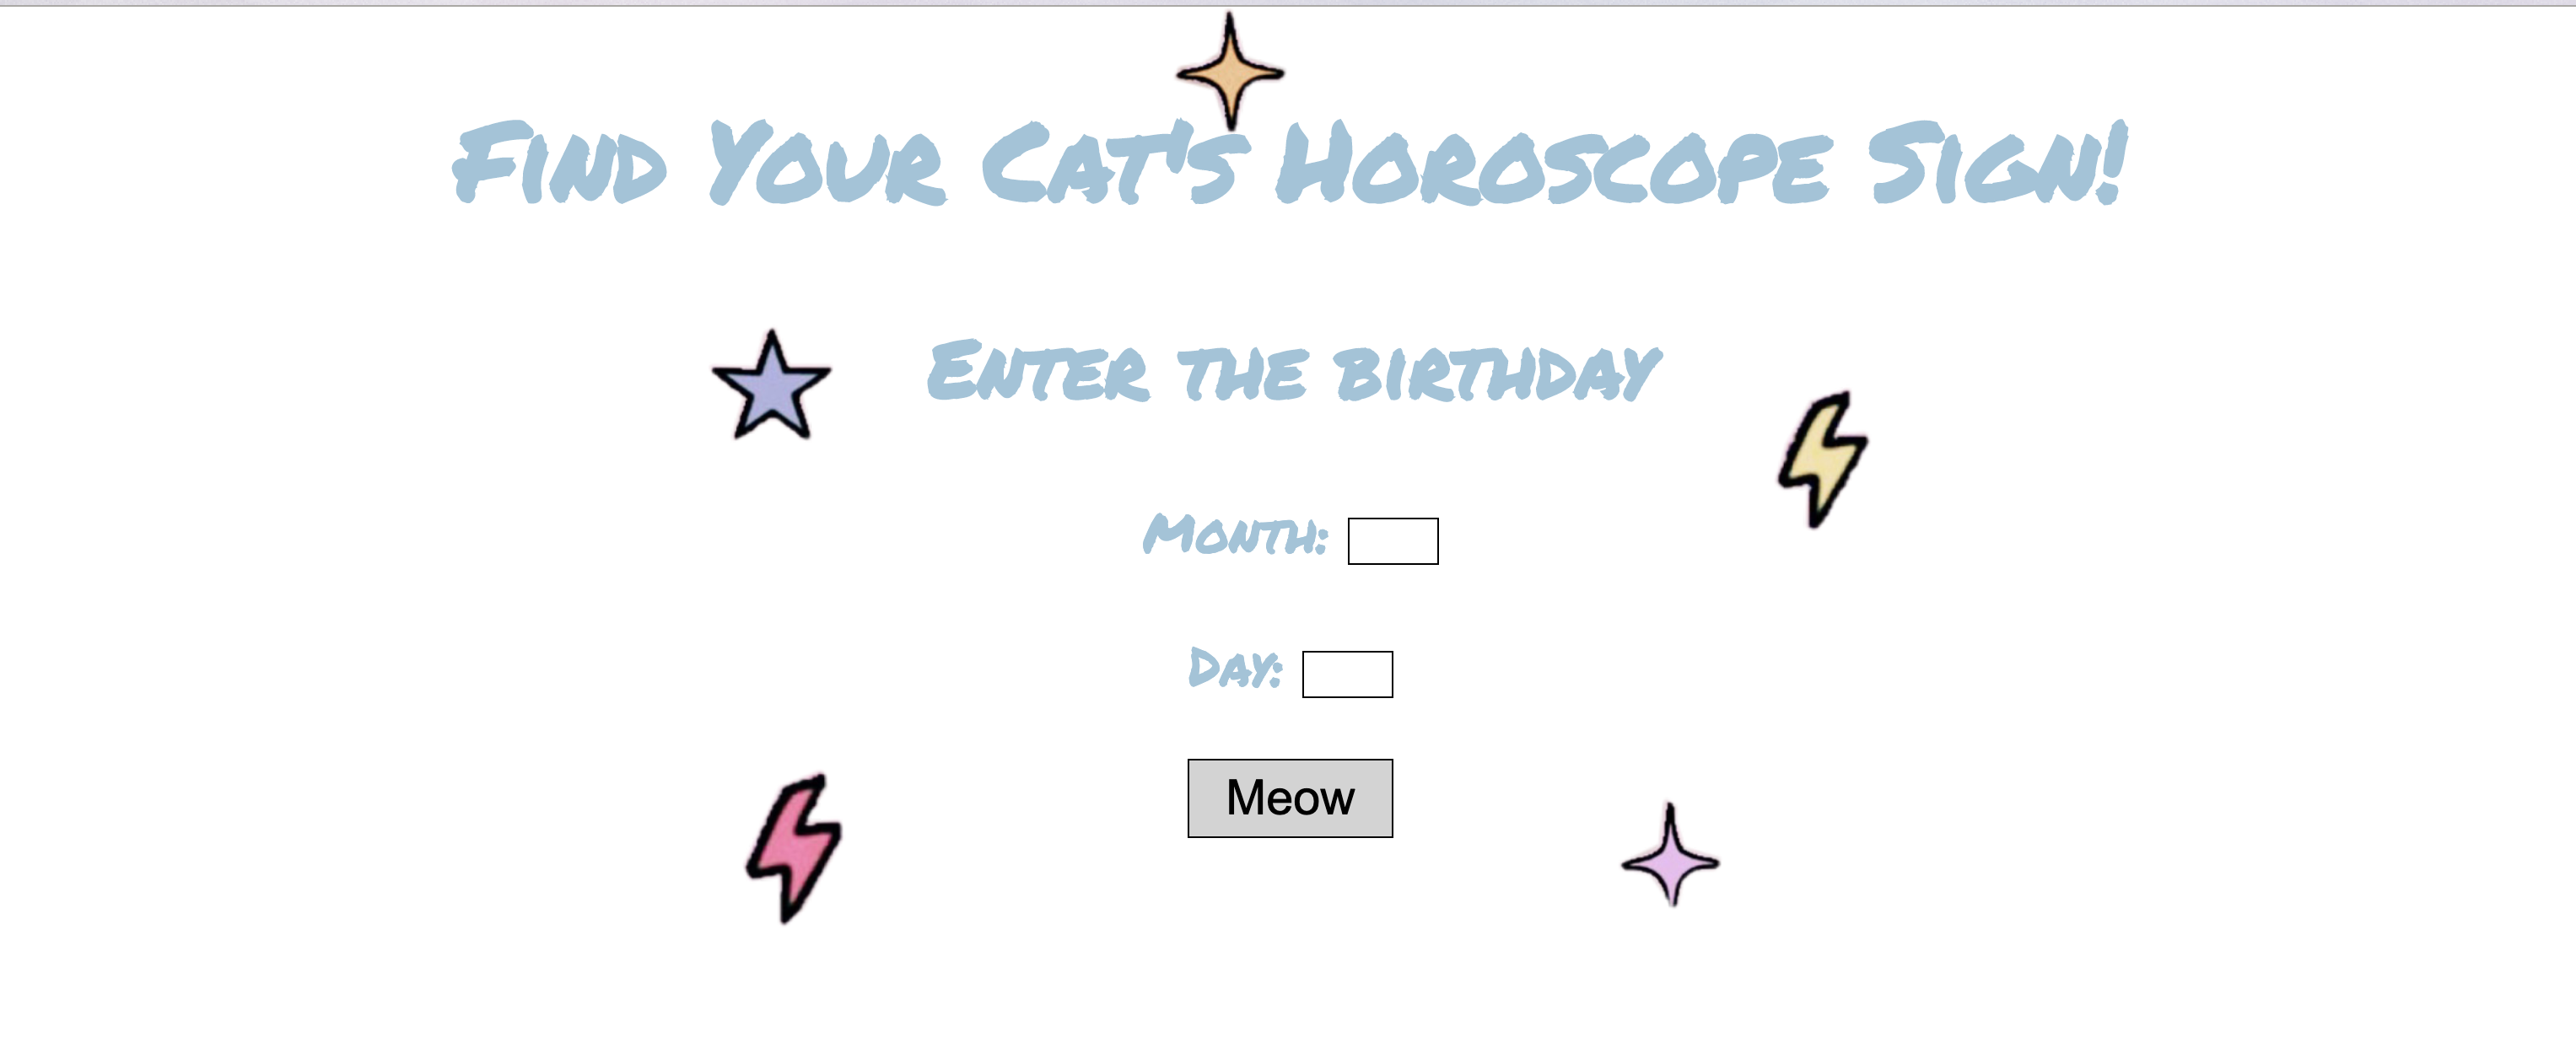 Find Your Cat's Horoscope Sign!
Enter the birthday
Month:
Day:
Meow